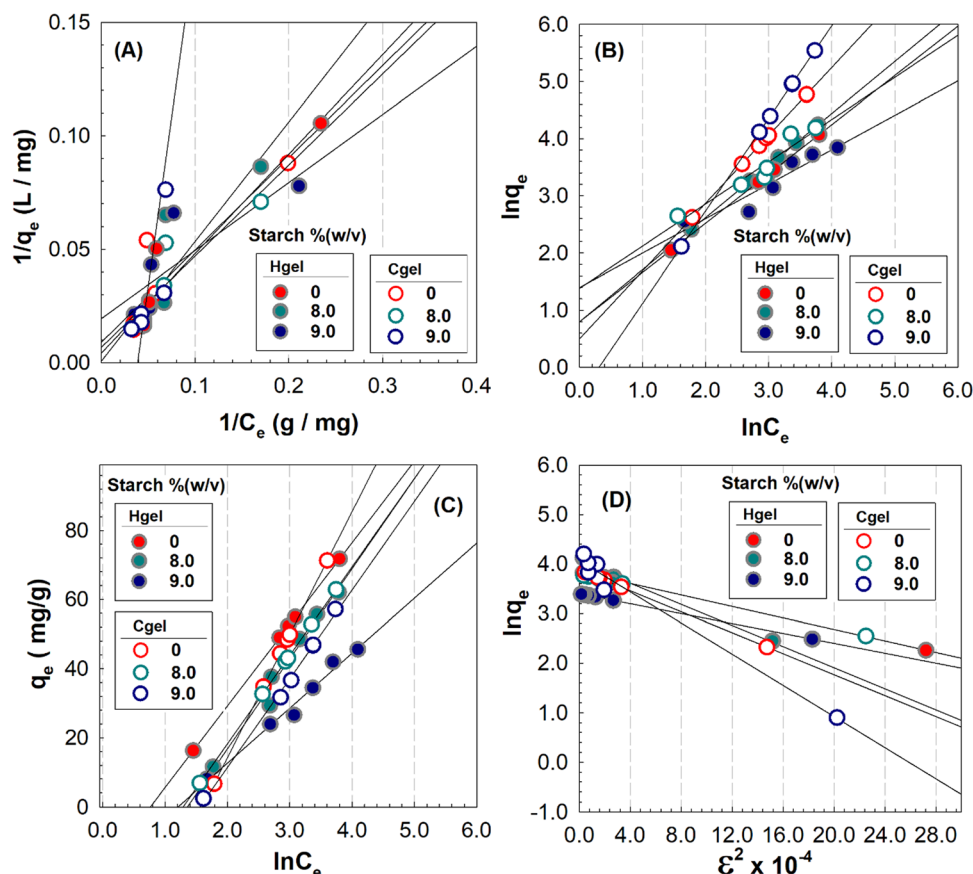 (A)
0.15
0.10
0.05
0.00
1/qe (L / mg)
Starch %(w/v)
Hgel
0
8.0
9.0
Cgel
0
8.0
9.0
0.0 0.1 0.2 0.3 0.4
1/Ce (g / mg)
(B)
6.0
5.0
4.0
3.0
2.0
1.0
0.0
lnqe
Starch %(w/v)
Hgel
0
8.0
9.0
Cgel
0
8.0
9.0
0.0 1.0 2.0 3.0 4.0 5.0 6.0
lnCe
(C)
80
60
40
20
0
qe (mg/g)
Starch %(w/v)
Hgel
0
8.0
9.0
Cgel
0
8.0
9.0
0.0 1.0 2.0 3.0 4.0 5.0 6.0
lnCe
(D)
6.0
5.0
4.0
3.0
2.0
1.0
0.0
-1.0
lnqe
Starch %(w/v)
Hgel
0
8.0
9.0
Cgel
0
8.0
9.0
0 4.0 8.0 12.0 16.0 20.0 24.0 28.0
Ɛ² x 10⁻⁴